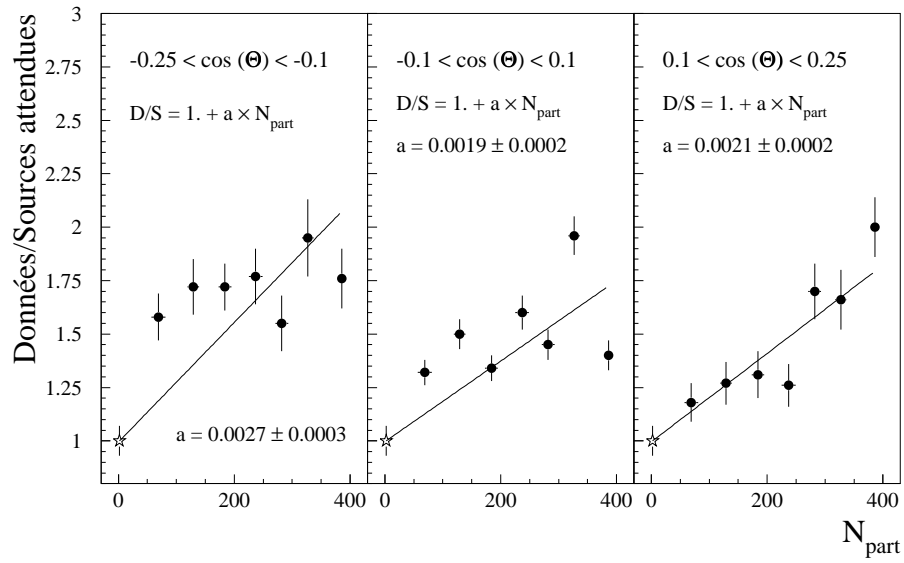 Données/Sources attendues
3
2.75
2.5
2.25
2
1.75
1.5
1.25
1
-0.25 < cos (Θ) < -0.1
D/S = 1. + a × N_part
a = 0.0027 ± 0.0003
-0.1 < cos (Θ) < 0.1
D/S = 1. + a × N_part
a = 0.0019 ± 0.0002
0.1 < cos (Θ) < 0.25
D/S = 1. + a × N_part
a = 0.0021 ± 0.0002
0 200 400 0 200 400 0 200 400
N_part